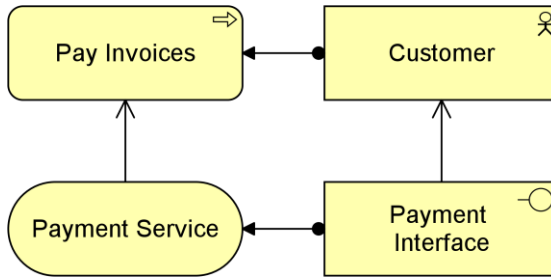 Pay Invoices
Customer
Payment Service
Payment
Interface